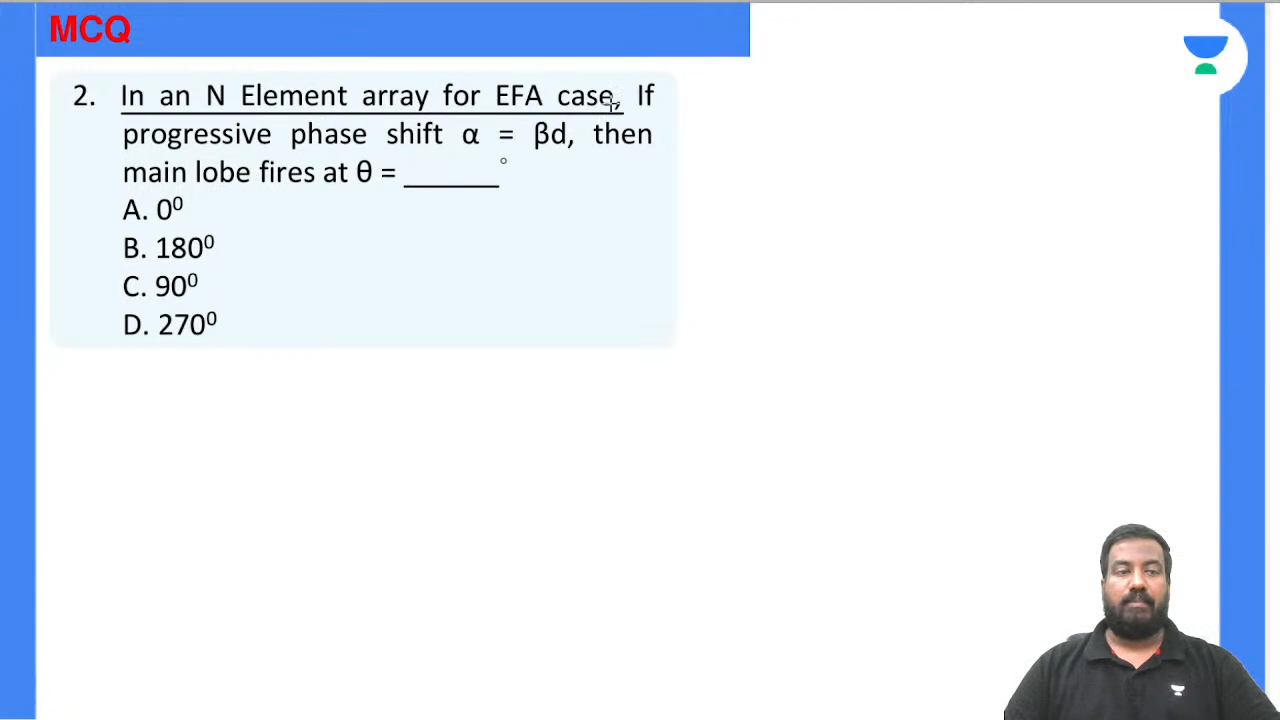 MCQ
2. In an N Element array for EFA case, If
progressive phase shift α = βd, then
main lobe fires at θ = ______°
A. 0⁰
B. 180⁰
C. 90⁰
D. 270⁰